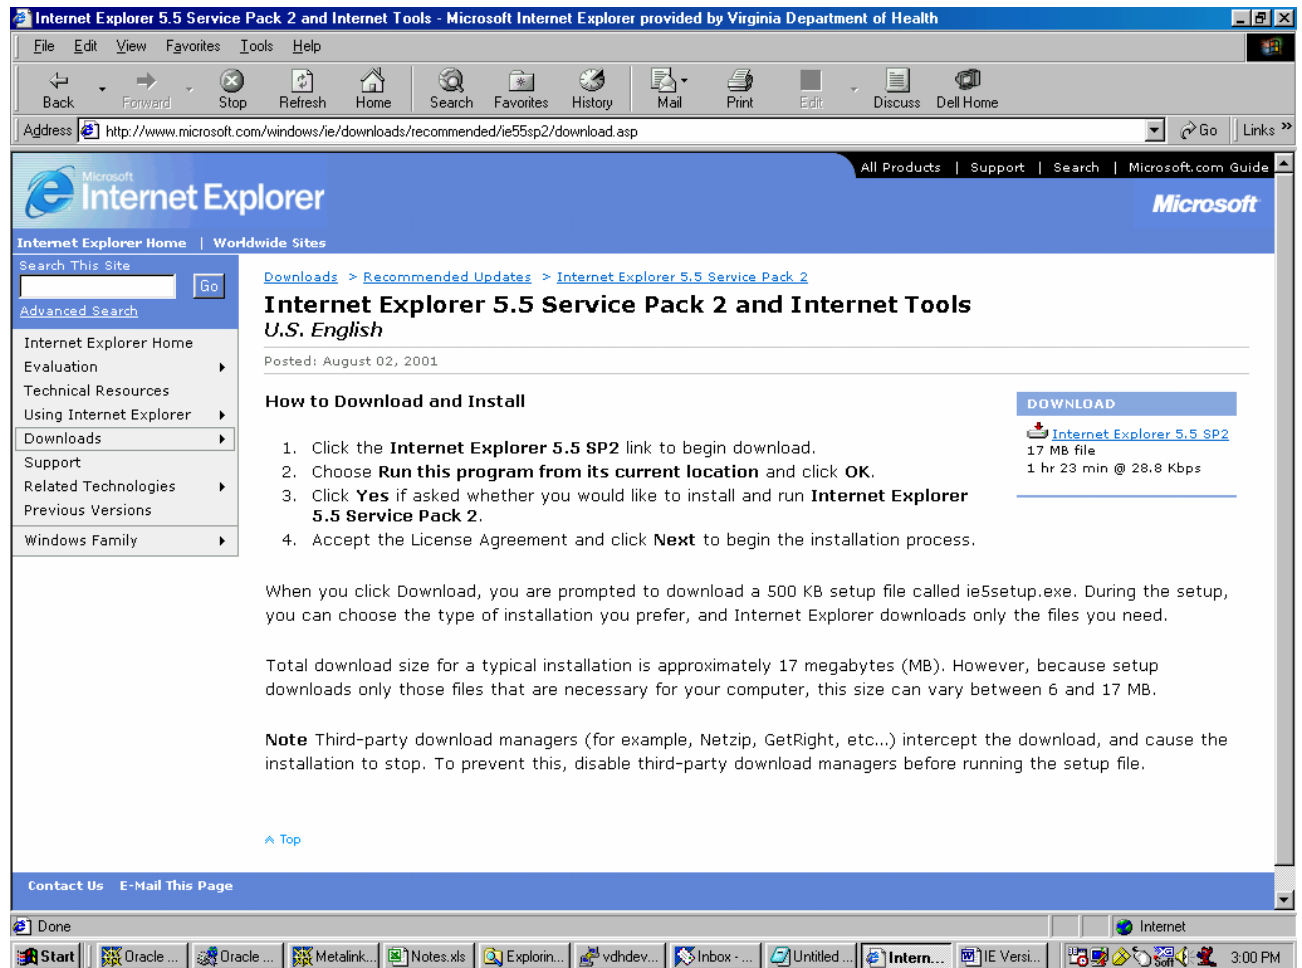 Internet Explorer 5.5 Service Pack 2 and Internet Tools - Microsoft Internet Explorer provided by Virginia Department of Health
File Edit View Favorites Tools Help
Back Forward Stop Refresh Home Search Favorites History Mail Print Edit Discuss Dell Home
Address http://www.microsoft.com/windows/ie/downloads/recommended/ie55sp2/download.asp Go Links »
All Products | Support | Search | Microsoft.com Guide
Microsoft
Internet Explorer
Microsoft
Internet Explorer Home | Worldwide Sites
Search This Site
Go
Advanced Search
Internet Explorer Home
Evaluation
Technical Resources
Using Internet Explorer
Downloads
Support
Related Technologies
Previous Versions
Windows Family
Downloads > Recommended Updates > Internet Explorer 5.5 Service Pack 2
Internet Explorer 5.5 Service Pack 2 and Internet Tools
U.S. English
Posted: August 02, 2001
How to Download and Install
1. Click the Internet Explorer 5.5 SP2 link to begin download.
2. Choose Run this program from its current location and click OK.
3. Click Yes if asked whether you would like to install and run Internet Explorer
5.5 Service Pack 2.
4. Accept the License Agreement and click Next to begin the installation process.
DOWNLOAD
Internet Explorer 5.5 SP2
17 MB file
1 hr 23 min @ 28.8 Kbps
When you click Download, you are prompted to download a 500 KB setup file called ie5setup.exe. During the setup,
you can choose the type of installation you prefer, and Internet Explorer downloads only the files you need.
Total download size for a typical installation is approximately 17 megabytes (MB). However, because setup
downloads only those files that are necessary for your computer, this size can vary between 6 and 17 MB.
Note Third-party download managers (for example, Netzip, GetRight, etc...) intercept the download, and cause the
installation to stop. To prevent this, disable third-party download managers before running the setup file.
Top
Contact Us E-Mail This Page
Done Internet
Start Oracle ... Oracle ... Metalink... Notes.xls Explorin... vdhdev... Inbox - ... Untitled ... Intern... IE Versi... 3:00 PM